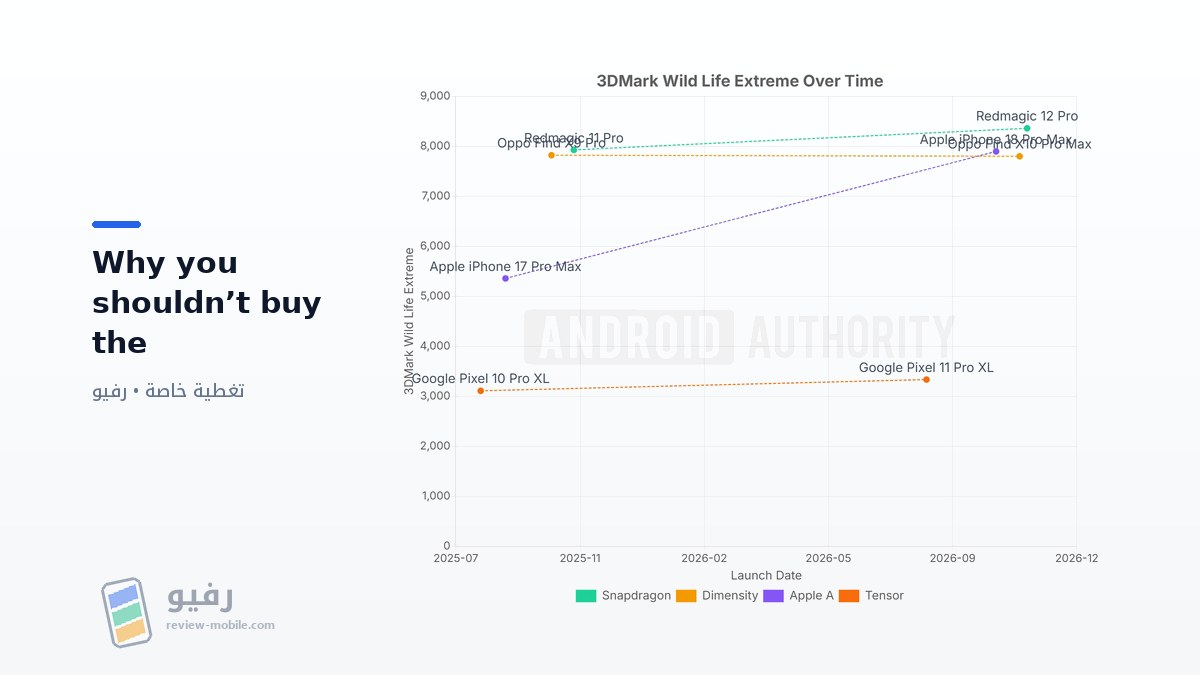 Why you
shouldn’t buy
the
تغطية خاصة • رفيو
رفيو
review-mobile.com
3DMark Wild Life Extreme Over Time
3DMark Wild Life Extreme
9,000
8,000
7,000
6,000
5,000
4,000
3,000
2,000
1,000
0
Redmagic 12 Pro
Redmagic 11 Pro
Oppo Find X9 Pro
Apple iPhone 18 Pro Max
Oppo Find X10 Pro Max
Apple iPhone 17 Pro Max
ANDROID AUTHORITY
Google Pixel 11 Pro XL
Google Pixel 10 Pro XL
2025-07 2025-11 2026-02 2026-05 2026-09 2026-12
Launch Date
Snapdragon Dimensity Apple A Tensor